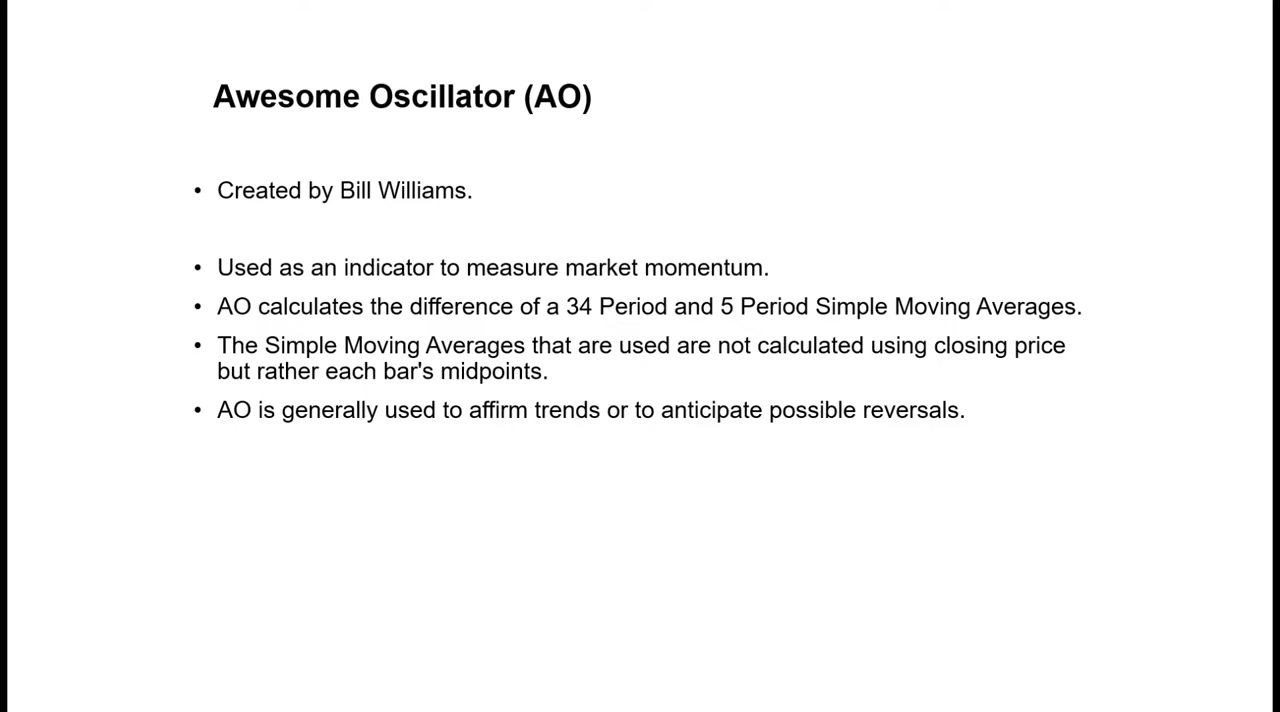 Awesome Oscillator (AO)
• Created by Bill Williams.
• Used as an indicator to measure market momentum.
• AO calculates the difference of a 34 Period and 5 Period Simple Moving Averages.
• The Simple Moving Averages that are used are not calculated using closing price
but rather each bar's midpoints.
• AO is generally used to affirm trends or to anticipate possible reversals.